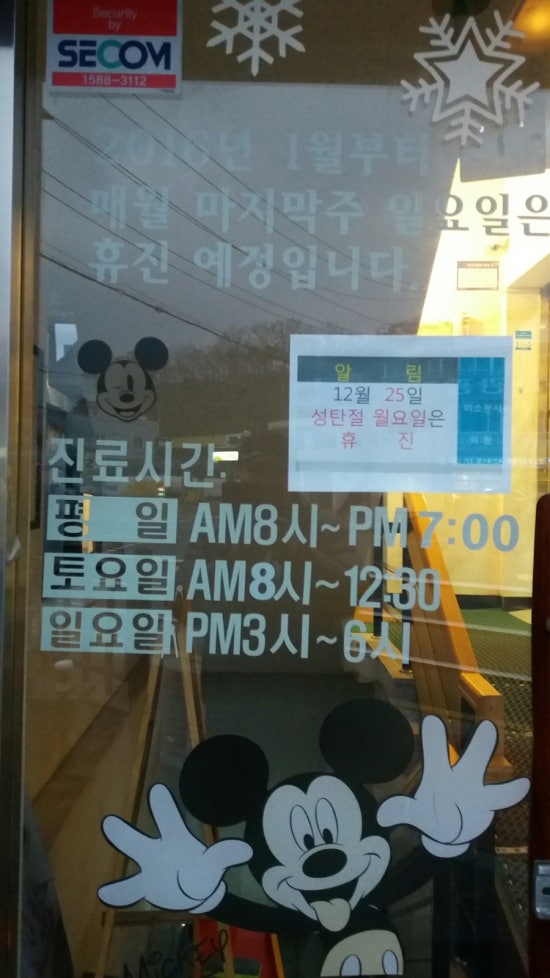 Security
by
SECOM
1588-3112
2016년 1월부터
매월 마지막주 일요일은
휴진 예정입니다.
알 림
12월 25일
성탄절 월요일은
휴 진
의원
진료시간:
평 일 AM8시~PM 7:00
토요일 AM8시~12:30
일요일 PM3시~6시
MICKEY